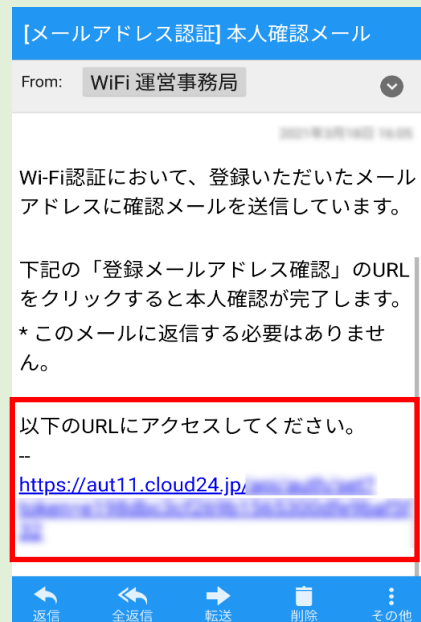 [メールアドレス認証] 本人確認メール
From: WiFi 運営事務局
Wi-Fi認証において、登録いただいたメール
アドレスに確認メールを送信しています。
下記の「登録メールアドレス確認」のURL
をクリックすると本人確認が完了します。
* このメールに返信する必要はありませ
ん。
以下のURLにアクセスしてください。
--
https://aut11.cloud24.jp/
返信 全返信 転送 削除 その他